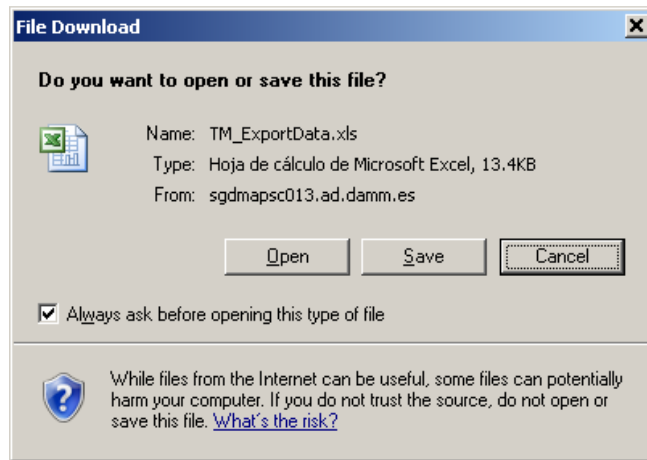 File Download
Do you want to open or save this file?
Name: TM_ExportData.xls
Type: Hoja de cálculo de Microsoft Excel, 13.4KB
From: sgdmapsc013.ad.damm.es
Open Save Cancel
Always ask before opening this type of file
While files from the Internet can be useful, some files can potentially
harm your computer. If you do not trust the source, do not open or
save this file. What´s the risk?